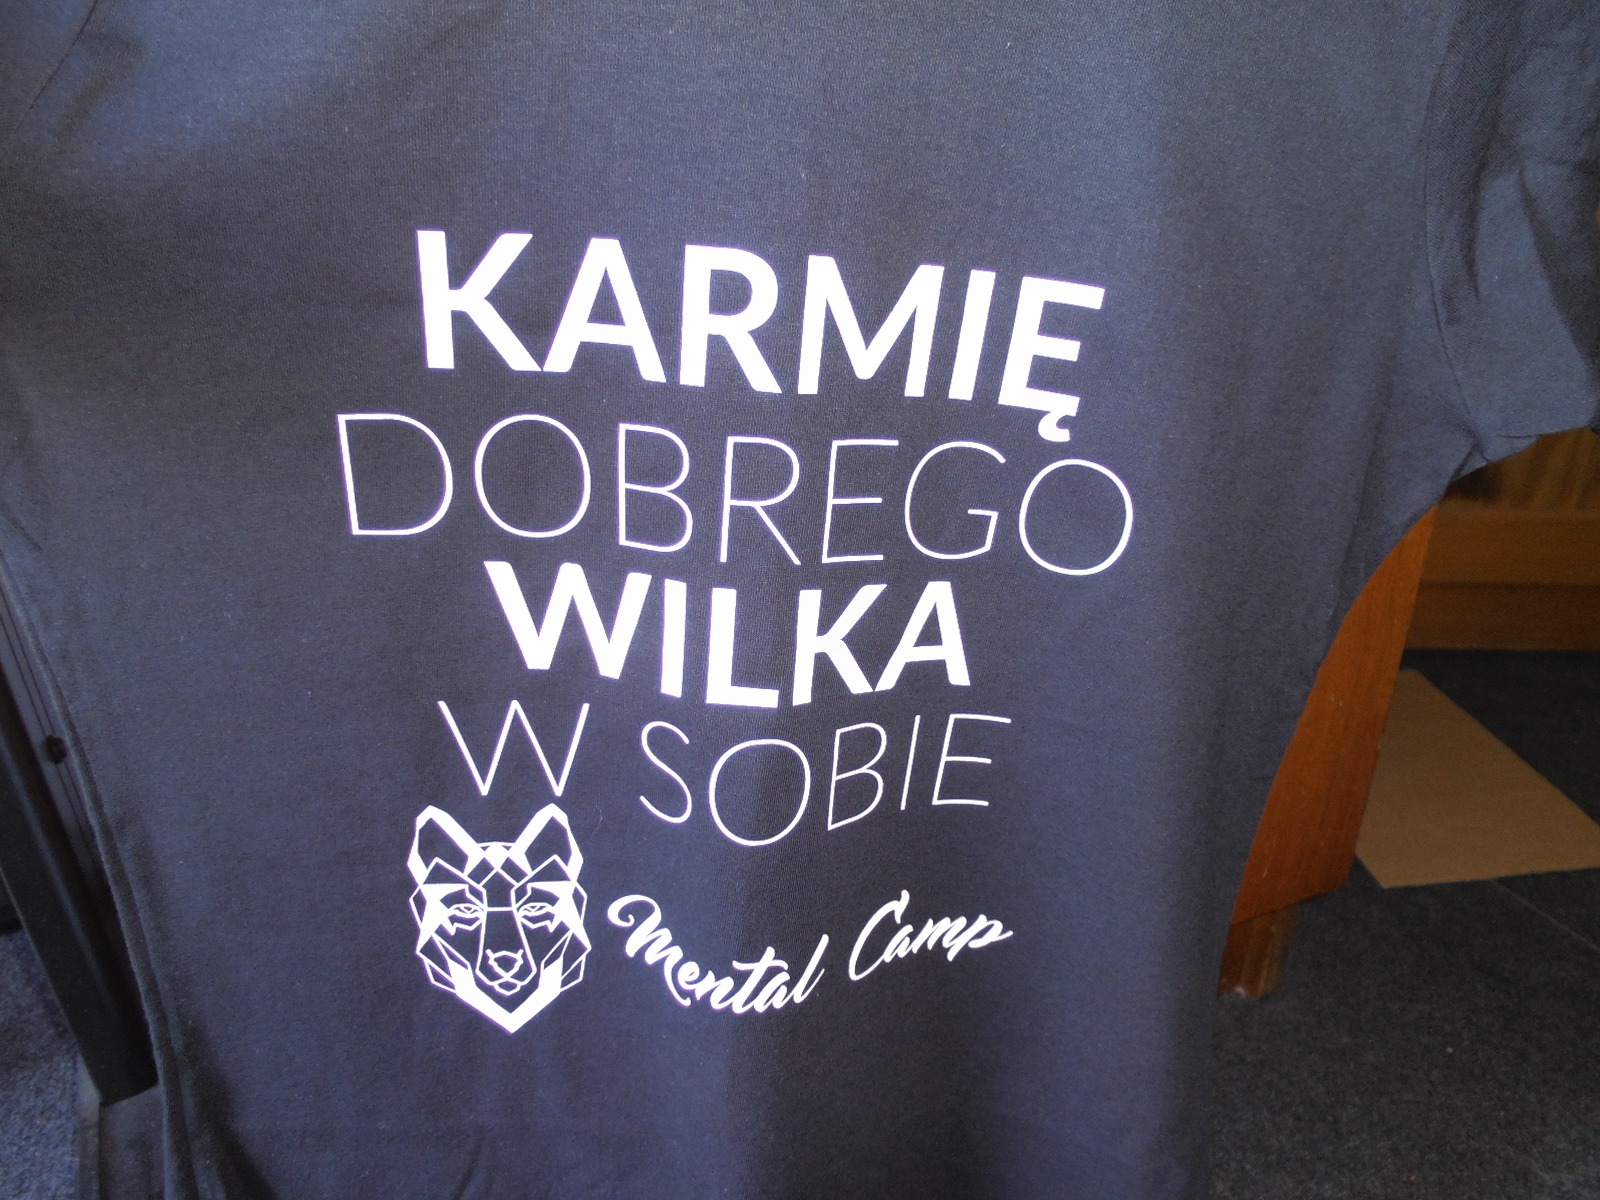 KARMIĘ
DOBREGO
WILKA
W SOBIE
Mental Camp